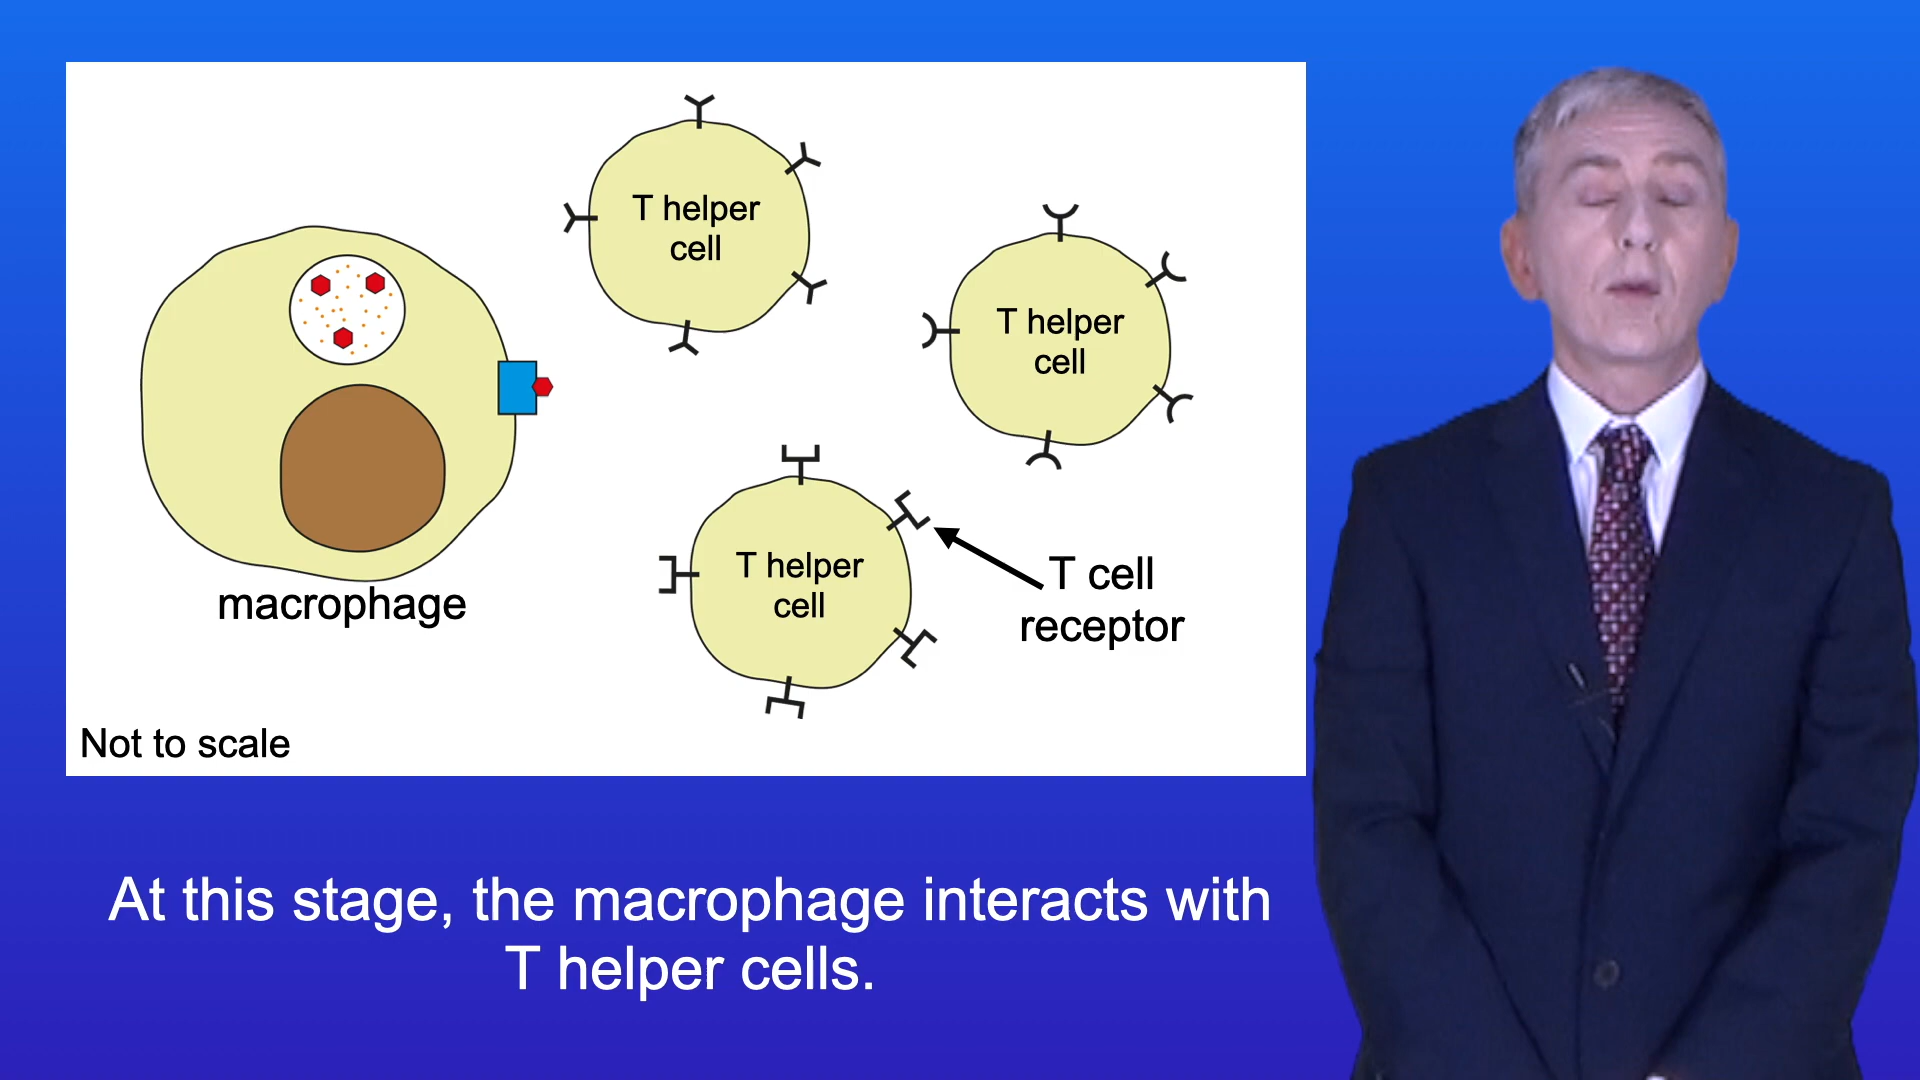 T helper
cell
T helper
cell
T helper
cell
T cell
receptor
macrophage
Not to scale
At this stage, the macrophage interacts with
T helper cells.